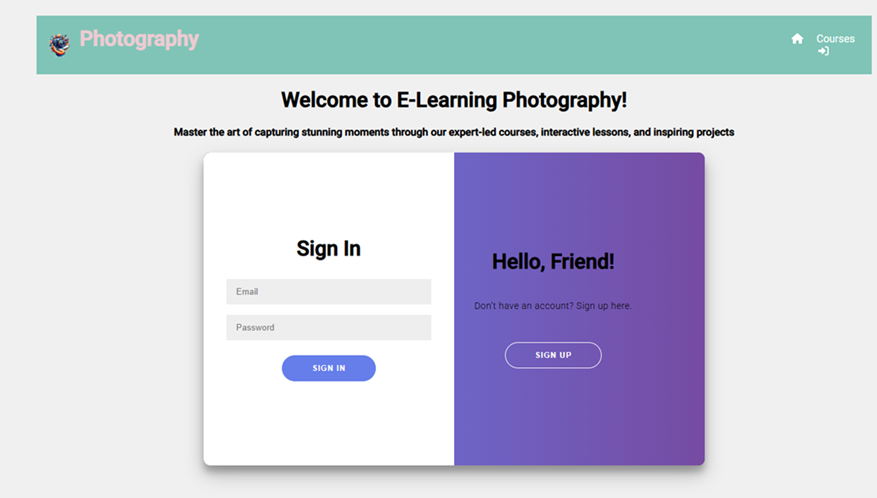 Photography
Courses
Welcome to E-Learning Photography!
Master the art of capturing stunning moments through our expert-led courses, interactive lessons, and inspiring projects
Sign In
Email
Password
SIGN IN
Hello, Friend!
Don't have an account? Sign up here.
SIGN UP